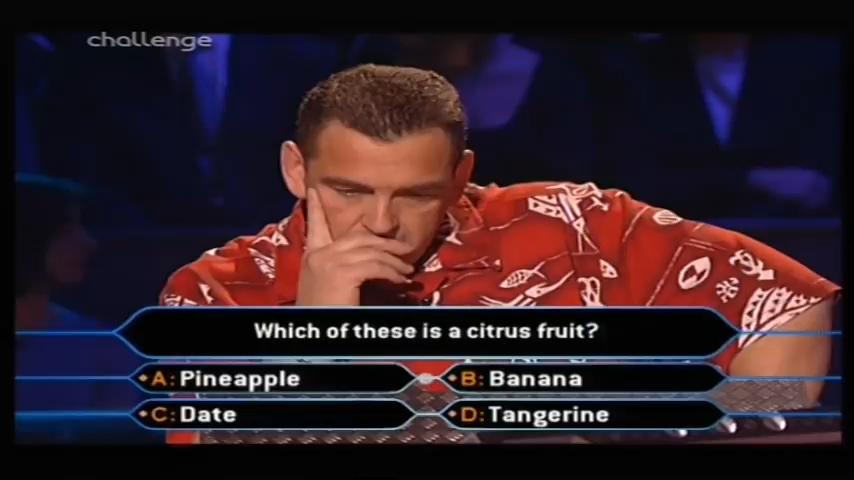 challenge
Which of these is a citrus fruit?
A: Pineapple
B: Banana
C: Date
D: Tangerine